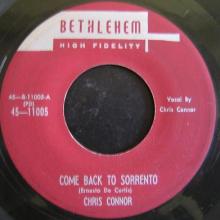 BETHLEHEM
HIGH FIDELITY
45-B-11005-A
(PD)
45-11005
Vocal By
Chris Connor
COME BACK TO SORRENTO
(Ernesto De Curtis)
CHRIS CONNOR